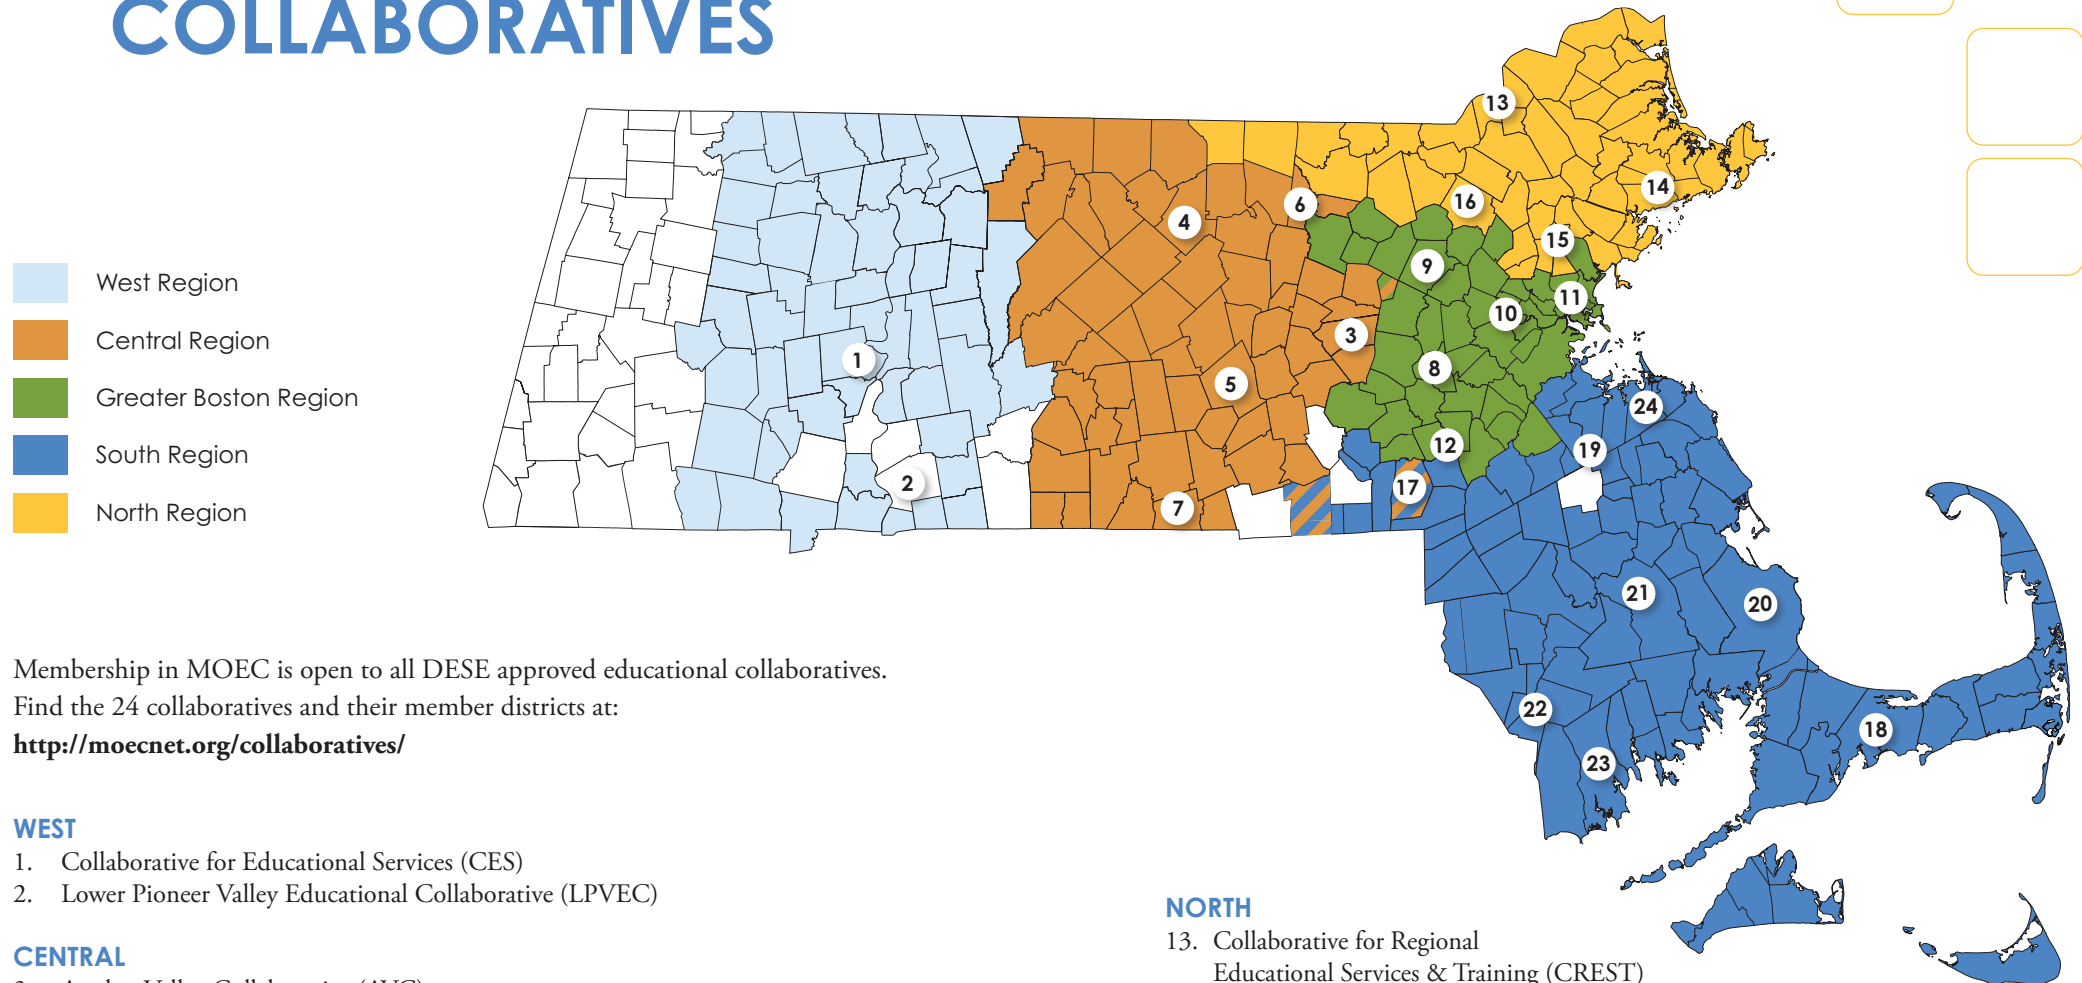 COLLABORATIVES
West Region
Central Region
Greater Boston Region
South Region
North Region
1
2
3
4
5
6
7
8
9
10
11
12
13
14
15
16
17
18
19
20
21
22
23
24
Membership in MOEC is open to all DESE approved educational collaboratives.
Find the 24 collaboratives and their member districts at:
http://moecnet.org/collaboratives/
WEST
1. Collaborative for Educational Services (CES)
2. Lower Pioneer Valley Educational Collaborative (LPVEC)
CENTRAL
NORTH
13. Collaborative for Regional
Educational Services & Training (CREST)